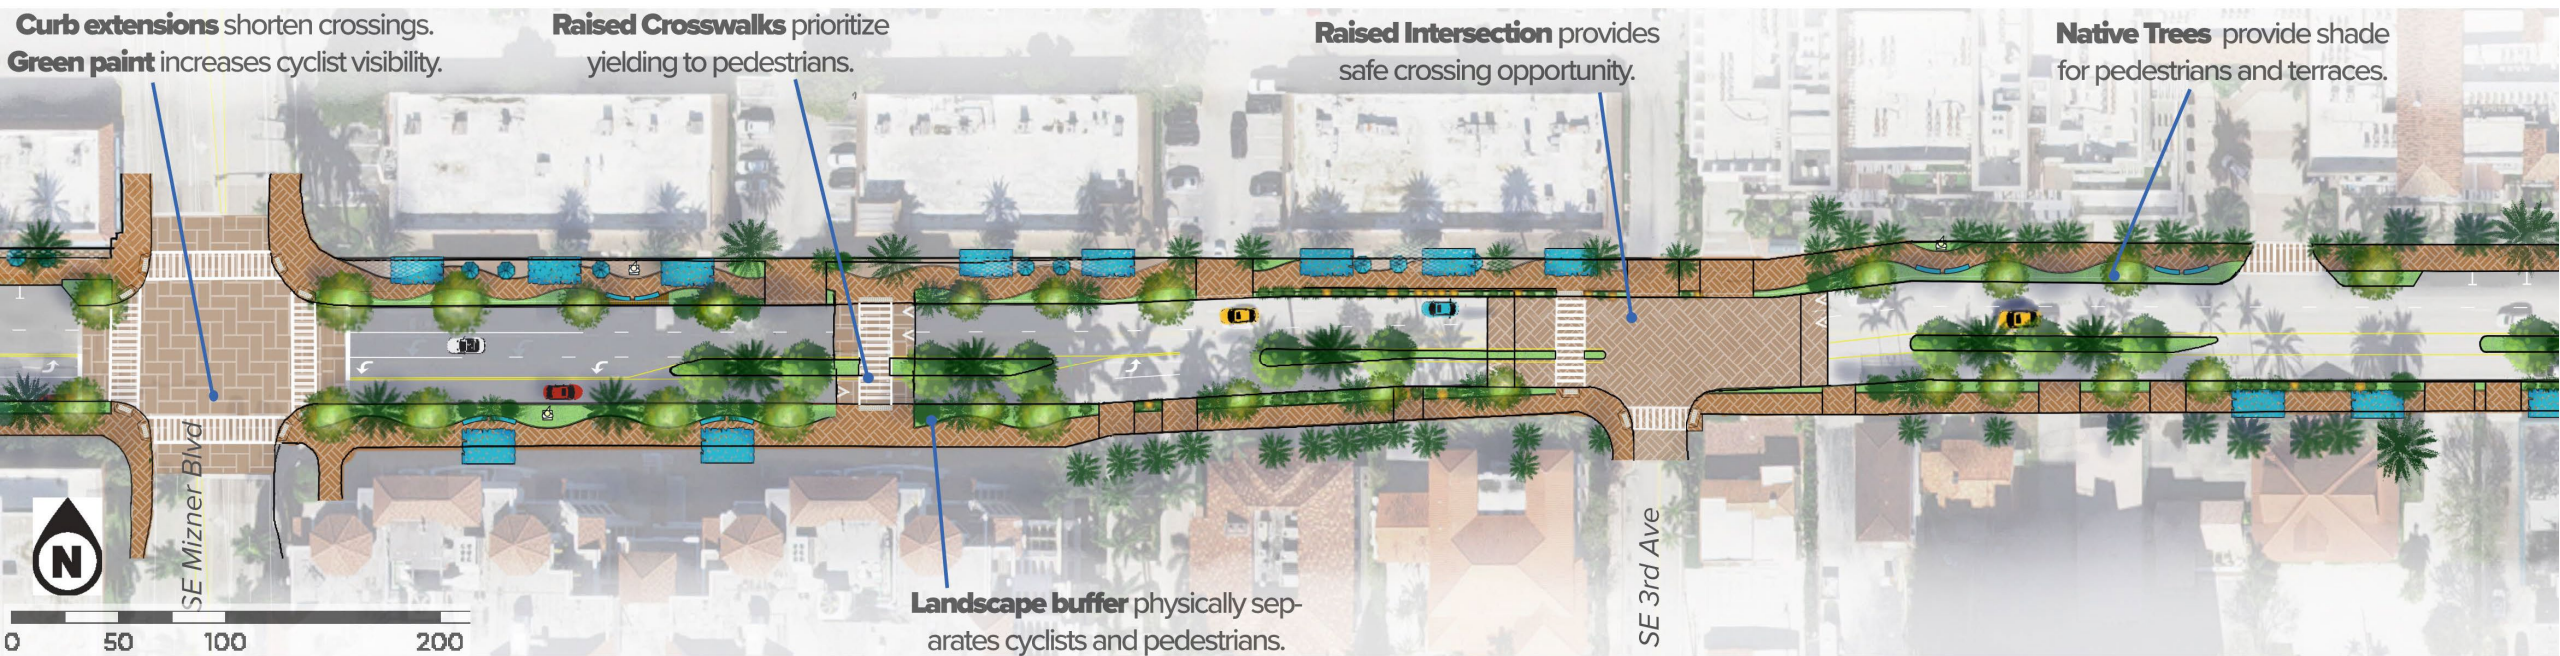 Curb extensions shorten crossings.
Green paint increases cyclist visibility.
Raised Crosswalks prioritize
yielding to pedestrians.
Raised Intersection provides
safe crossing opportunity.
Native Trees provide shade
for pedestrians and terraces.
SE Mizner Blvd
SE 3rd Ave
N
0 50 100 200
Landscape buffer physically sep-
arates cyclists and pedestrians.